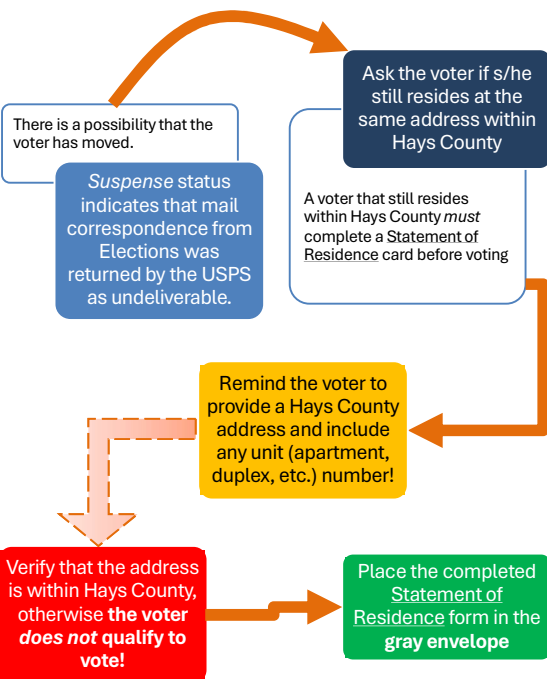 There is a possibility that the
voter has moved.
Suspense status
indicates that mail
correspondence from
Elections was
returned by the USPS
as undeliverable.
Ask the voter if s/he
still resides at the
same address within
Hays County
A voter that still resides
within Hays County must
complete a Statement of
Residence card before voting
Remind the voter to
provide a Hays County
address and include
any unit (apartment,
duplex, etc.) number!
Verify that the address
is within Hays County,
otherwise the voter
does not qualify to
vote!
Place the completed
Statement of
Residence form in the
gray envelope